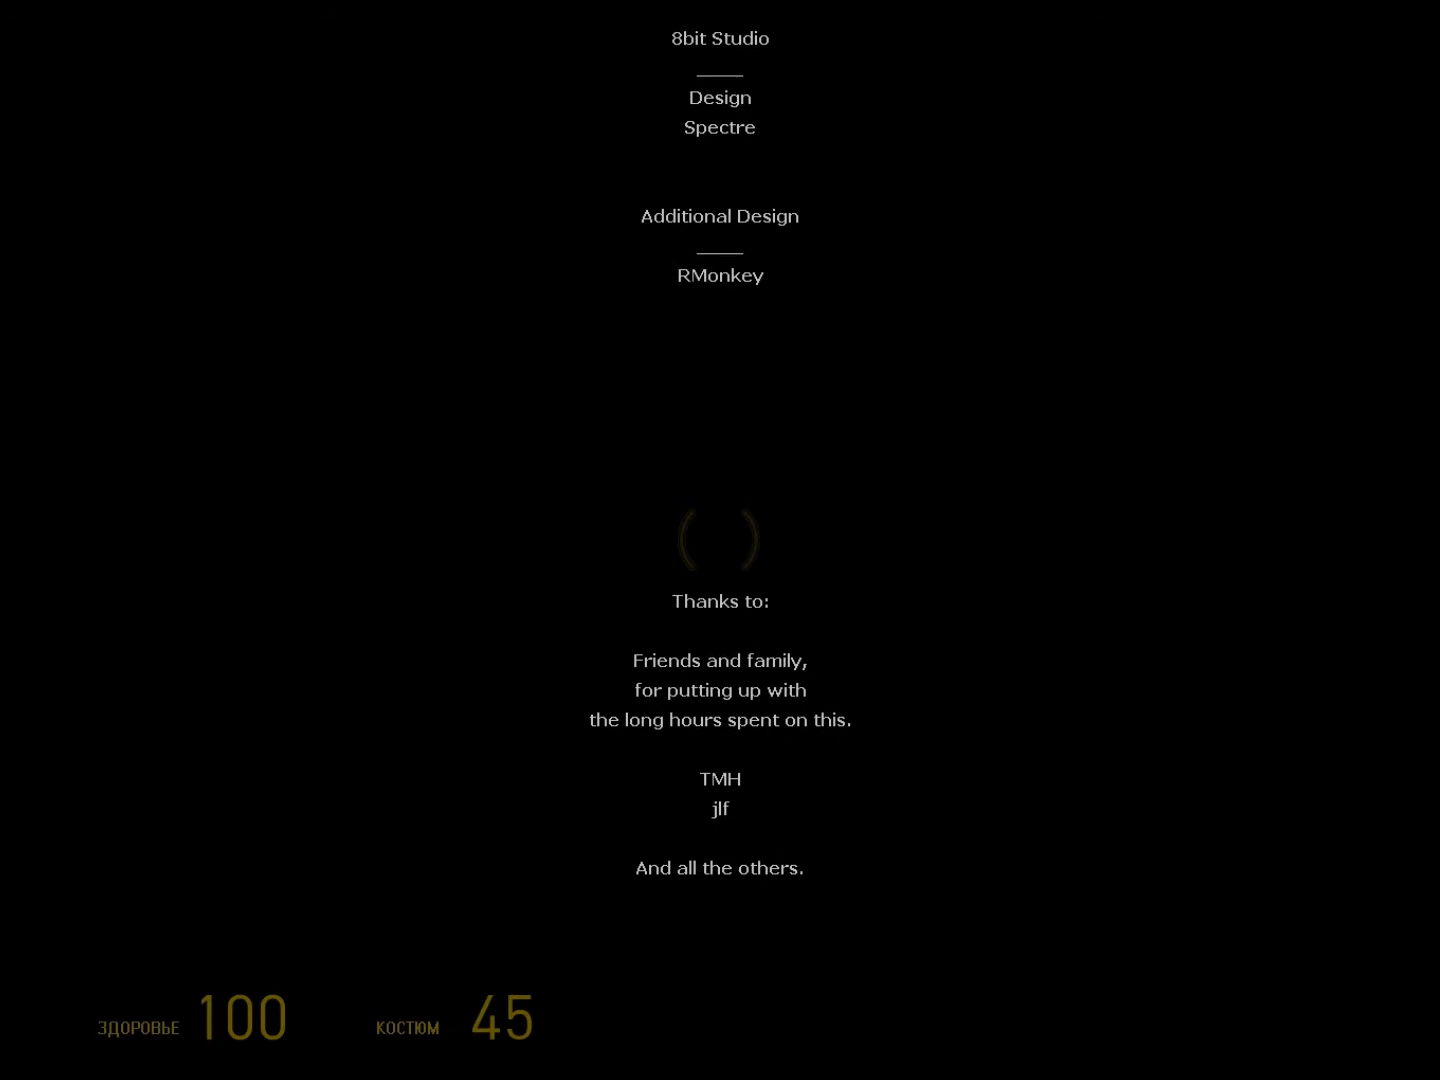 8bit Studio
Design
Spectre
Additional Design
RMonkey
Thanks to:
Friends and family,
for putting up with
the long hours spent on this.
TMH
jlf
And all the others.
ЗДОРОВЬЕ 100 КОСТЮМ 45